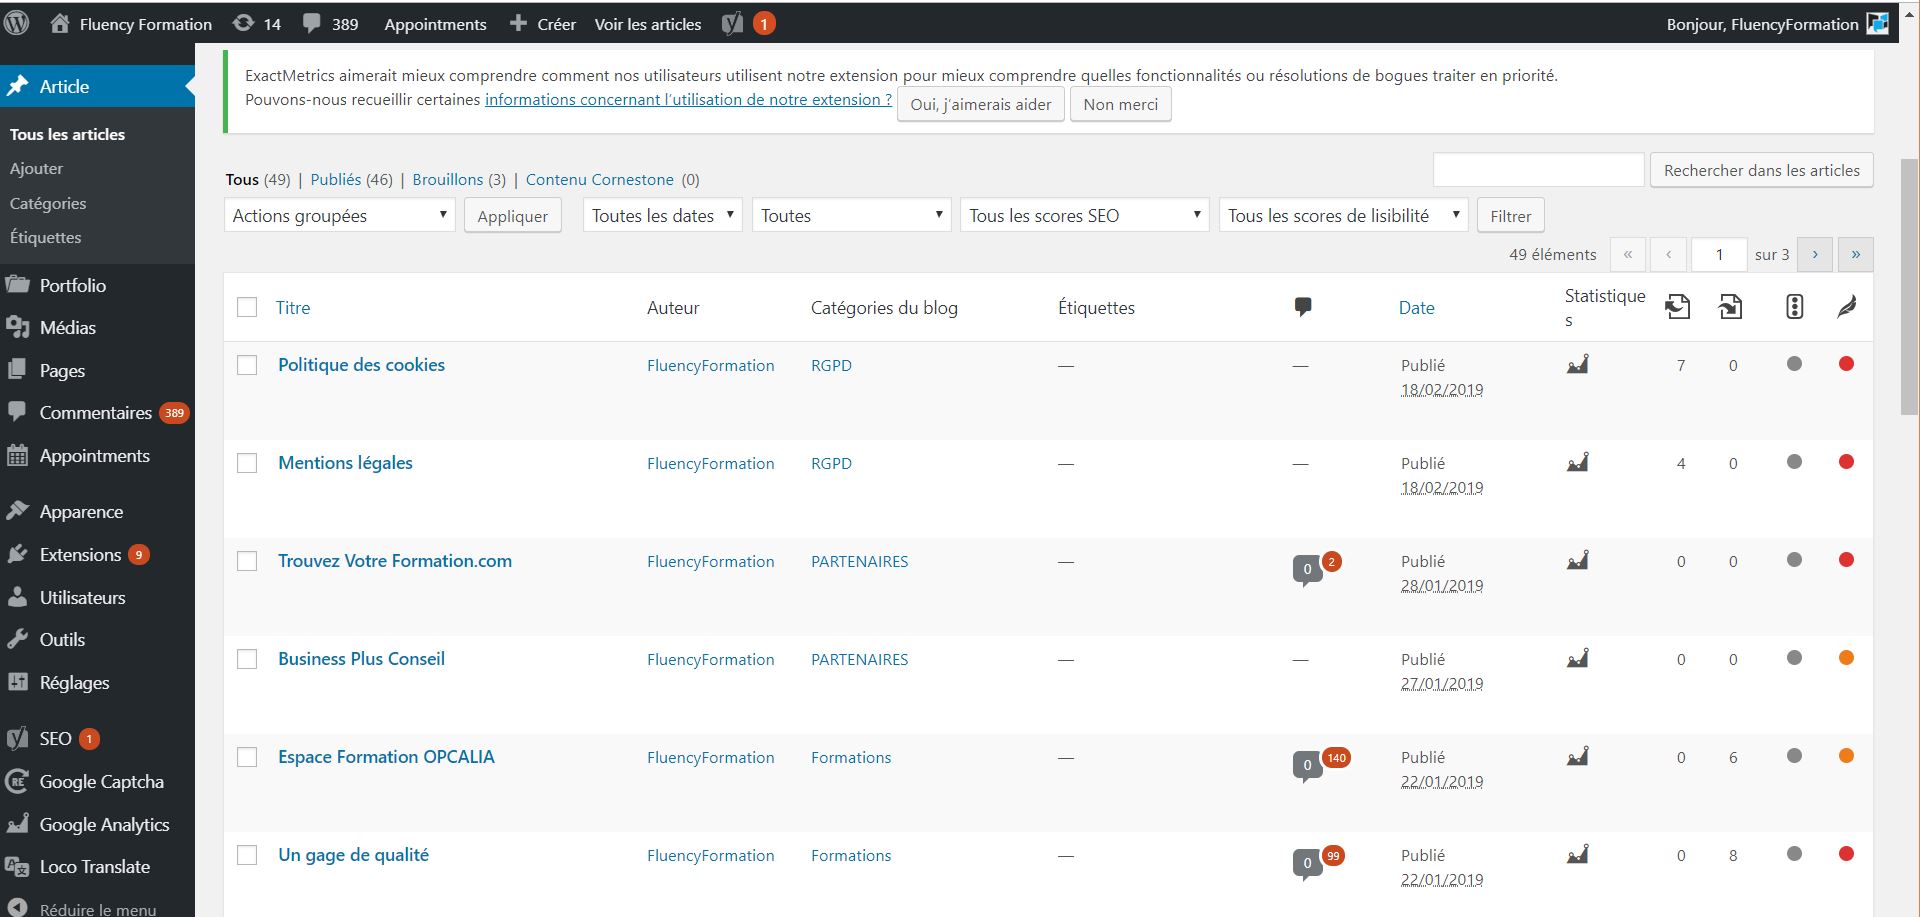 Fluency Formation 14 389 Appointments Créer Voir les articles 1 Bonjour, FluencyFormation
Article
Tous les articles
Ajouter
Catégories
Étiquettes
Portfolio
Médias
Pages
Commentaires 389
Appointments
Apparence
Extensions 9
Utilisateurs
Outils
Réglages
SEO 1
Google Captcha
Google Analytics
Loco Translate
Réduire le menu
ExactMetrics aimerait mieux comprendre comment nos utilisateurs utilisent notre extension pour mieux comprendre quelles fonctionnalités ou résolutions de bogues traiter en priorité.
Pouvons-nous recueillir certaines informations concernant l'utilisation de notre extension ? Oui, j'aimerais aider Non merci
Tous (49) | Publiés (46) | Brouillons (3) | Contenu Cornestone (0)
Rechercher dans les articles
Actions groupées Appliquer Toutes les dates Toutes Tous les scores SEO Tous les scores de lisibilité Filtrer
49 éléments « ‹ 1 sur 3 › »
Titre Auteur Catégories du blog Étiquettes Date Statistique
s
Politique des cookies FluencyFormation RGPD — — Publié 7 0
18/02/2019
Mentions légales FluencyFormation RGPD — — Publié 4 0
18/02/2019
Trouvez Votre Formation.com FluencyFormation PARTENAIRES — 0 2 Publié 0 0
28/01/2019
Business Plus Conseil FluencyFormation PARTENAIRES — — Publié 0 0
27/01/2019
Espace Formation OPCALIA FluencyFormation Formations — 0 140 Publié 0 6
22/01/2019
Un gage de qualité FluencyFormation Formations — 0 99 Publié 0 8
22/01/2019